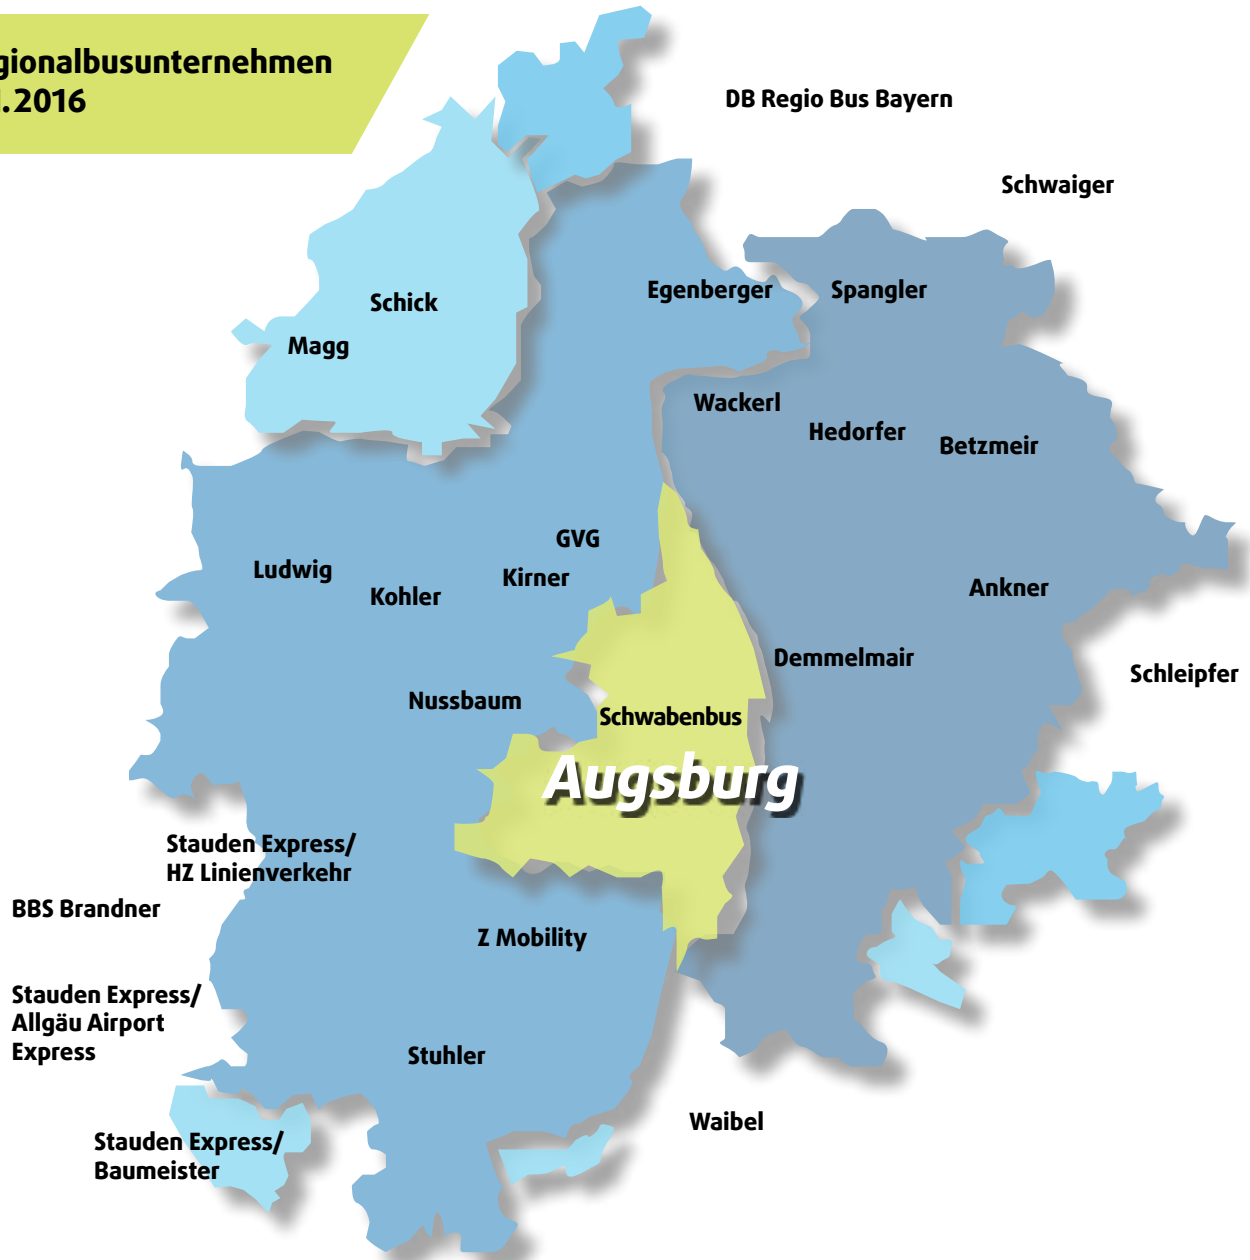 gionalbusunternehmen
.2016
DB Regio Bus Bayern
Schwaiger
Egenberger
Spangler
Schick
Magg
Wackerl
Hedorfer
Betzmeir
GVG
Ludwig
Kirner
Kohler
Ankner
Demmelmair
Schleipfer
Nussbaum
Schwabenbus
Augsburg
Stauden Express/
HZ Linienverkehr
BBS Brandner
Z Mobility
Stauden Express/
Allgäu Airport
Express
Stuhler
Waibel
Stauden Express/
Baumeister